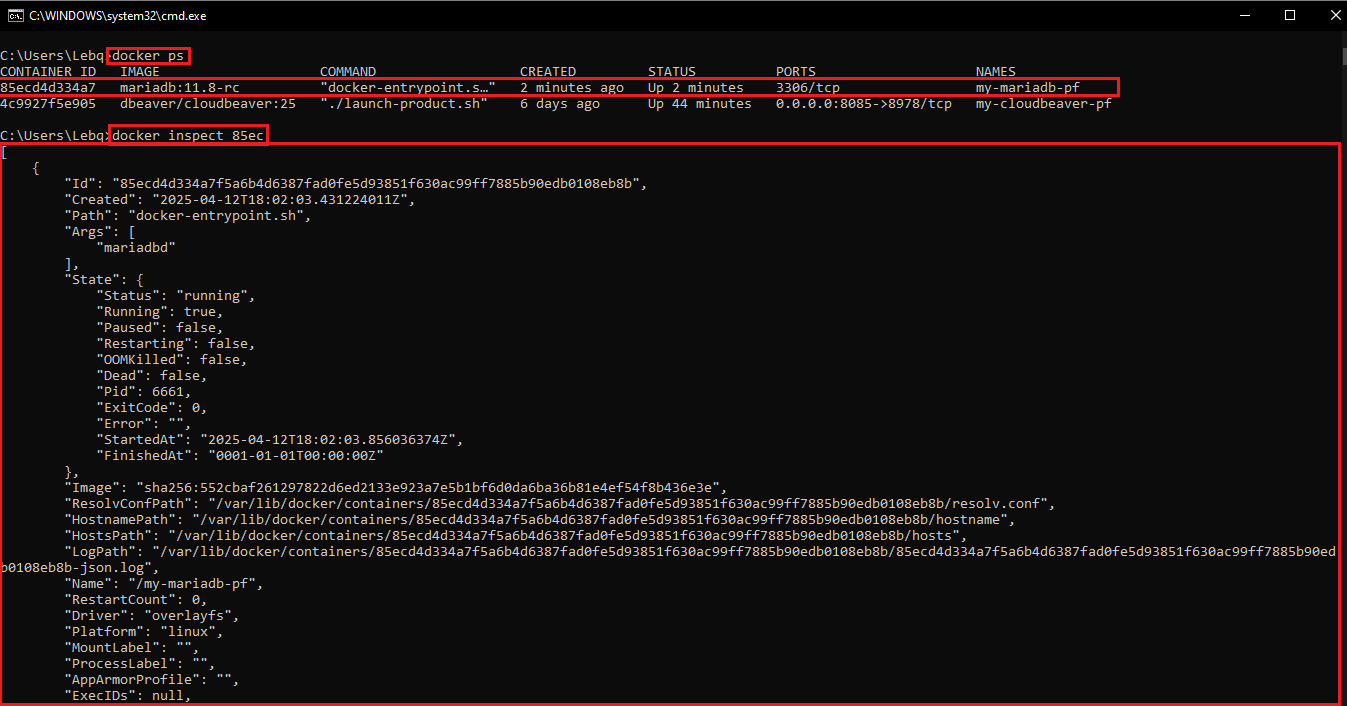 C:\WINDOWS\system32\cmd.exe
C:\Users\Lebq>docker ps
CONTAINER ID   IMAGE                    COMMAND                  CREATED         STATUS          PORTS                    NAMES
85ecd4d334a7   mariadb:11.8-rc          "docker-entrypoint.s…"   2 minutes ago   Up 2 minutes    3306/tcp                 my-mariadb-pf
4c9927f5e905   dbeaver/cloudbeaver:25   "./launch-product.sh"    6 days ago      Up 44 minutes   0.0.0.0:8085->8978/tcp   my-cloudbeaver-pf
C:\Users\Lebq>docker inspect 85ec
[
    {
        "Id": "85ecd4d334a7f5a6b4d6387fad0fe5d93851f630ac99ff7885b90edb0108eb8b",
        "Created": "2025-04-12T18:02:03.431224011Z",
        "Path": "docker-entrypoint.sh",
        "Args": [
            "mariadbd"
        ],
        "State": {
            "Status": "running",
            "Running": true,
            "Paused": false,
            "Restarting": false,
            "OOMKilled": false,
            "Dead": false,
            "Pid": 6661,
            "ExitCode": 0,
            "Error": "",
            "StartedAt": "2025-04-12T18:02:03.856036374Z",
            "FinishedAt": "0001-01-01T00:00:00Z"
        },
        "Image": "sha256:552cbaf261297822d6ed2133e923a7e5b1bf6d0da6ba36b81e4ef54f8b436e3e",
        "ResolvConfPath": "/var/lib/docker/containers/85ecd4d334a7f5a6b4d6387fad0fe5d93851f630ac99ff7885b90edb0108eb8b/resolv.conf",
        "HostnamePath": "/var/lib/docker/containers/85ecd4d334a7f5a6b4d6387fad0fe5d93851f630ac99ff7885b90edb0108eb8b/hostname",
        "HostsPath": "/var/lib/docker/containers/85ecd4d334a7f5a6b4d6387fad0fe5d93851f630ac99ff7885b90edb0108eb8b/hosts",
        "LogPath": "/var/lib/docker/containers/85ecd4d334a7f5a6b4d6387fad0fe5d93851f630ac99ff7885b90edb0108eb8b/85ecd4d334a7f5a6b4d6387fad0fe5d93851f630ac99ff7885b90ed
b0108eb8b-json.log",
        "Name": "/my-mariadb-pf",
        "RestartCount": 0,
        "Driver": "overlayfs",
        "Platform": "linux",
        "MountLabel": "",
        "ProcessLabel": "",
        "AppArmorProfile": "",
        "ExecIDs": null,